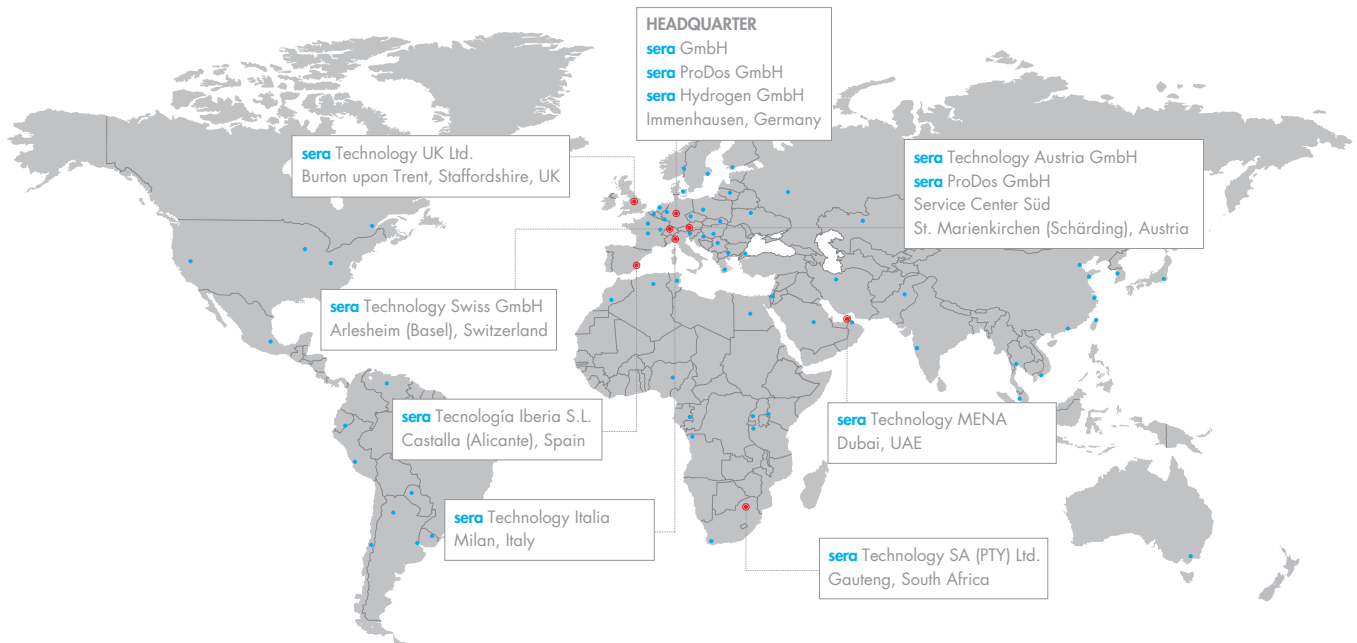 HEADQUARTER
sera GmbH
sera ProDos GmbH
sera Hydrogen GmbH
Immenhausen, Germany
sera Technology UK Ltd.
Burton upon Trent, Staffordshire, UK
sera Technology Austria GmbH
sera ProDos GmbH
Service Center Süd
St. Marienkirchen (Schärding), Austria
sera Technology Swiss GmbH
Arlesheim (Basel), Switzerland
sera Tecnología Iberia S.L.
Castalla (Alicante), Spain
sera Technology MENA
Dubai, UAE
sera Technology Italia
Milan, Italy
sera Technology SA (PTY) Ltd.
Gauteng, South Africa